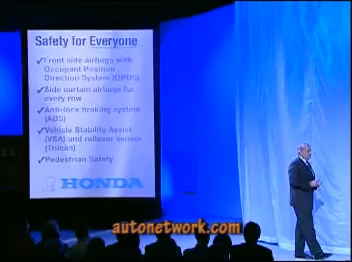 Safety for Everyone
✓Front side airbags with
Occupant Position
Direction System (OPDS)
✓Side curtain airbags for
every row
✓Anti-lock braking system
(ABS)
✓Vehicle Stability Assist
(VSA) and rollover sensor
(Trucks)
✓Pedestrian Safety
HONDA
autonetwork.com